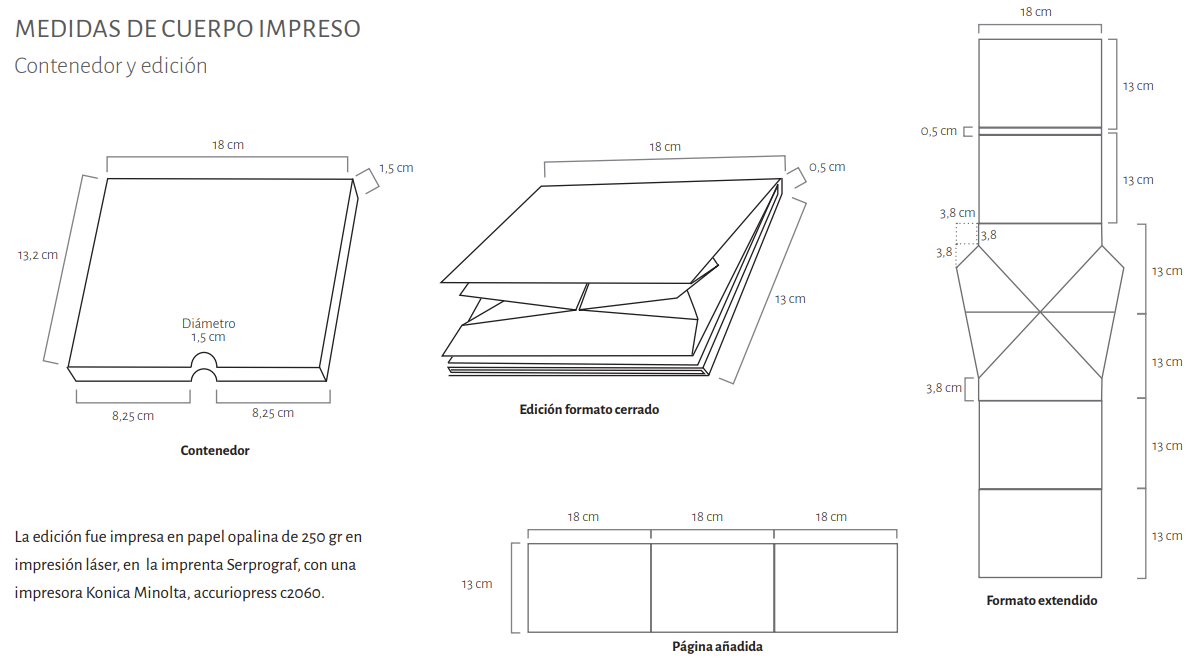 MEDIDAS DE CUERPO IMPRESO
Contenedor y edición
18 cm
1,5 cm
13,2 cm
Diámetro
1,5 cm
8,25 cm
8,25 cm
Contenedor
18 cm
0,5 cm
13 cm
Edición formato cerrado
18 cm
13 cm
0,5 cm
13 cm
3,8 cm
3,8
3,8
13 cm
13 cm
3,8 cm
13 cm
13 cm
Formato extendido
La edición fue impresa en papel opalina de 250 gr en
impresión láser, en la imprenta Serprograf, con una
impresora Konica Minolta, accuriopress c2060.
18 cm
18 cm
18 cm
13 cm
Página añadida